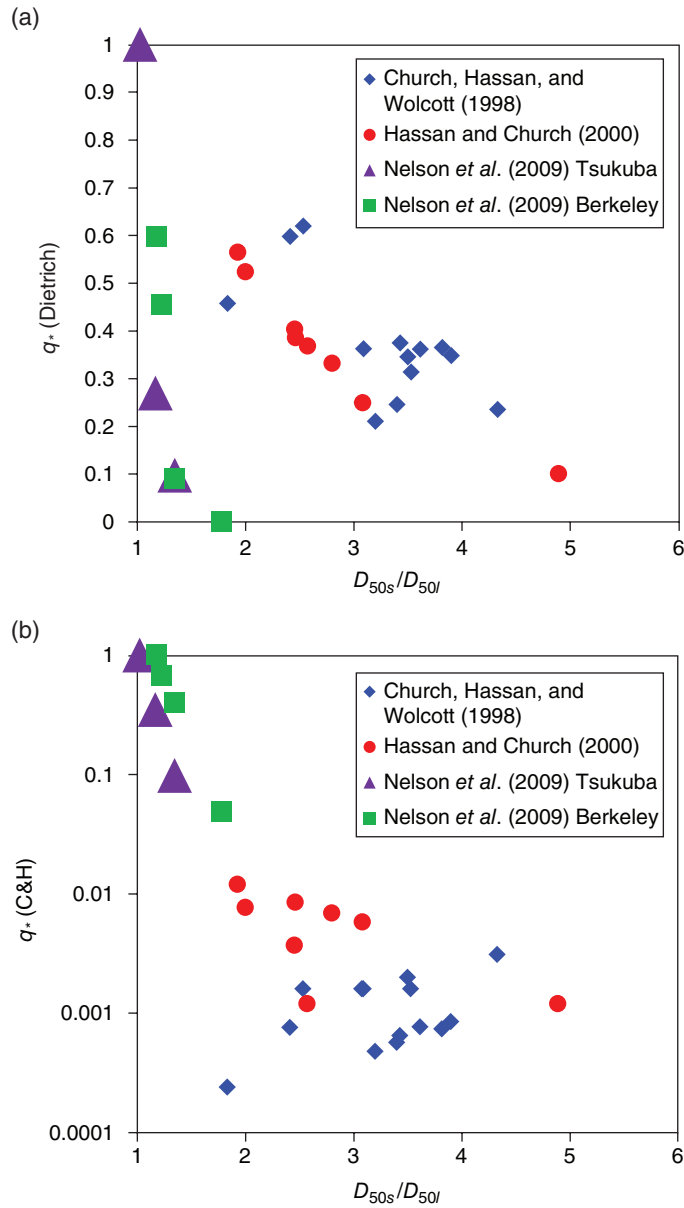 (a)
1
0.9
0.8
0.7
0.6
0.5
0.4
0.3
0.2
0.1
0
q* (Dietrich)
Church, Hassan, and
Wolcott (1998)
Hassan and Church (2000)
Nelson et al. (2009) Tsukuba
Nelson et al. (2009) Berkeley
1 2 3 4 5 6
D50s/D50l
(b)
1
0.1
0.01
0.001
0.0001
q* (C&H)
Church, Hassan, and
Wolcott (1998)
Hassan and Church (2000)
Nelson et al. (2009) Tsukuba
Nelson et al. (2009) Berkeley
1 2 3 4 5 6
D50s/D50l